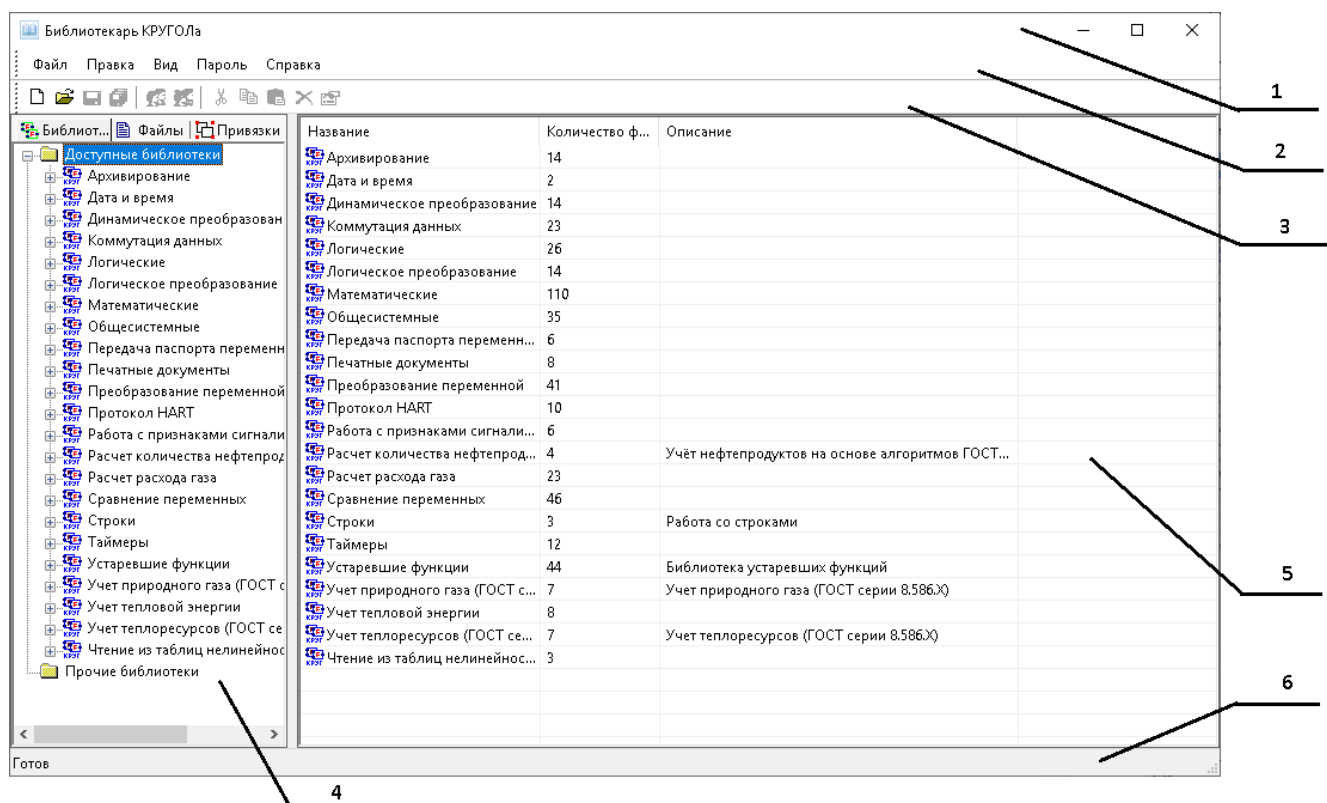 Библиотекарь КРУГОЛа
Файл Правка Вид Пароль Справка
1
2
3
Библиот... Файлы Привязки
Доступные библиотеки
Архивирование
Дата и время
Динамическое преобразован
Коммутация данных
Логические
Логическое преобразование
Математические
Общесистемные
Передача паспорта переменн
Печатные документы
Преобразование переменной
Протокол HART
Работа с признаками сигнали
Расчет количества нефтепрод
Расчет расхода газа
Сравнение переменных
Строки
Таймеры
Устаревшие функции
Учет природного газа (ГОСТ с
Учет тепловой энергии
Учет теплоресурсов (ГОСТ се
Чтение из таблиц нелинейнос
Прочие библиотеки
Название Количество ф... Описание
Архивирование 14
Дата и время 2
Динамическое преобразование 14
Коммутация данных 23
Логические 26
Логическое преобразование 14
Математические 110
Общесистемные 35
Передача паспорта переменн... 6
Печатные документы 8
Преобразование переменной 41
Протокол HART 10
Работа с признаками сигнали... 6
Расчет количества нефтепрод... 4 Учёт нефтепродуктов на основе алгоритмов ГОСТ...
Расчет расхода газа 23
Сравнение переменных 46
Строки 3 Работа со строками
Таймеры 12
Устаревшие функции 44 Библиотека устаревших функций
Учет природного газа (ГОСТ с... 7 Учет природного газа (ГОСТ серии 8.586.X)
Учет тепловой энергии 8
Учет теплоресурсов (ГОСТ се... 7 Учет теплоресурсов (ГОСТ серии 8.586.X)
Чтение из таблиц нелинейнос... 3
5
6
Готов
4